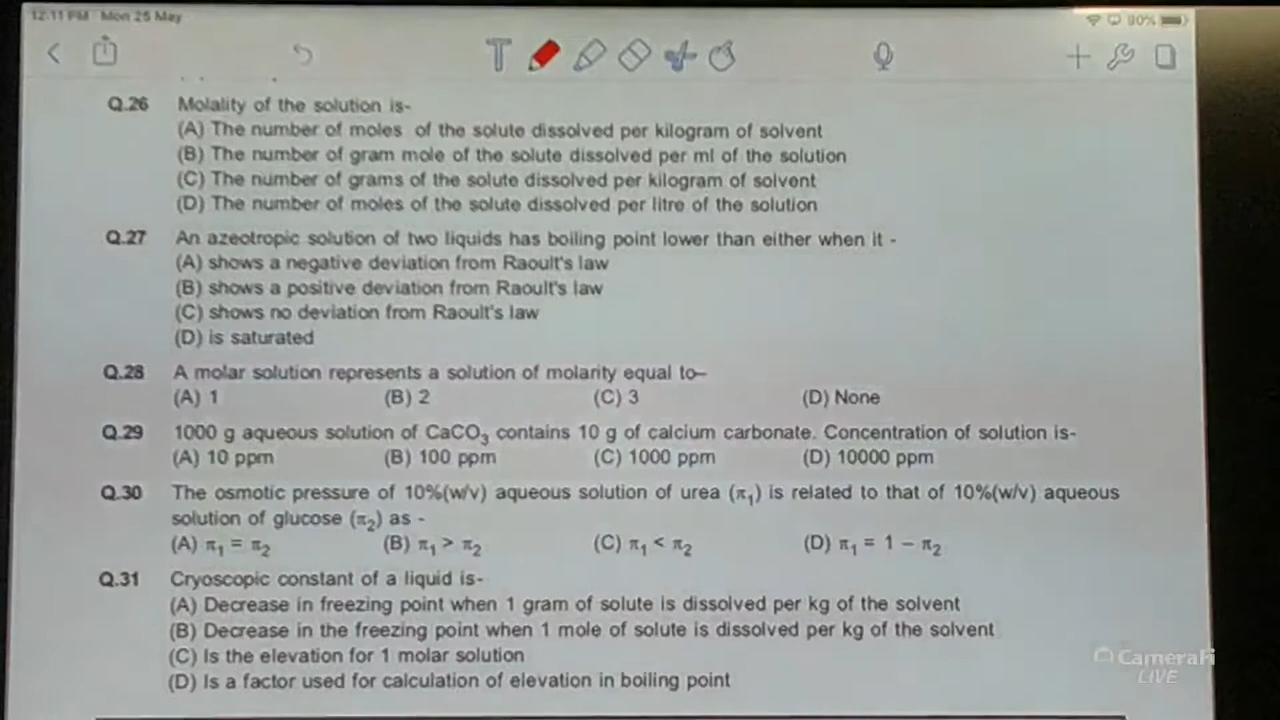 12:11 PM Mon 25 May
90%
Q.26 Molality of the solution is-
(A) The number of moles of the solute dissolved per kilogram of solvent
(B) The number of gram mole of the solute dissolved per ml of the solution
(C) The number of grams of the solute dissolved per kilogram of solvent
(D) The number of moles of the solute dissolved per litre of the solution
Q.27 An azeotropic solution of two liquids has boiling point lower than either when it -
(A) shows a negative deviation from Raoult's law
(B) shows a positive deviation from Raoult's law
(C) shows no deviation from Raoult's law
(D) is saturated
Q.28 A molar solution represents a solution of molarity equal to–
(A) 1 (B) 2 (C) 3 (D) None
Q.29 1000 g aqueous solution of CaCO₃ contains 10 g of calcium carbonate. Concentration of solution is-
(A) 10 ppm (B) 100 ppm (C) 1000 ppm (D) 10000 ppm
Q.30 The osmotic pressure of 10%(w/v) aqueous solution of urea (π₁) is related to that of 10%(w/v) aqueous
solution of glucose (π₂) as -
(A) π₁ = π₂ (B) π₁ > π₂ (C) π₁ < π₂ (D) π₁ = 1 – π₂
Q.31 Cryoscopic constant of a liquid is-
(A) Decrease in freezing point when 1 gram of solute is dissolved per kg of the solvent
(B) Decrease in the freezing point when 1 mole of solute is dissolved per kg of the solvent
(C) Is the elevation for 1 molar solution
(D) Is a factor used for calculation of elevation in boiling point
CameraFi
LIVE